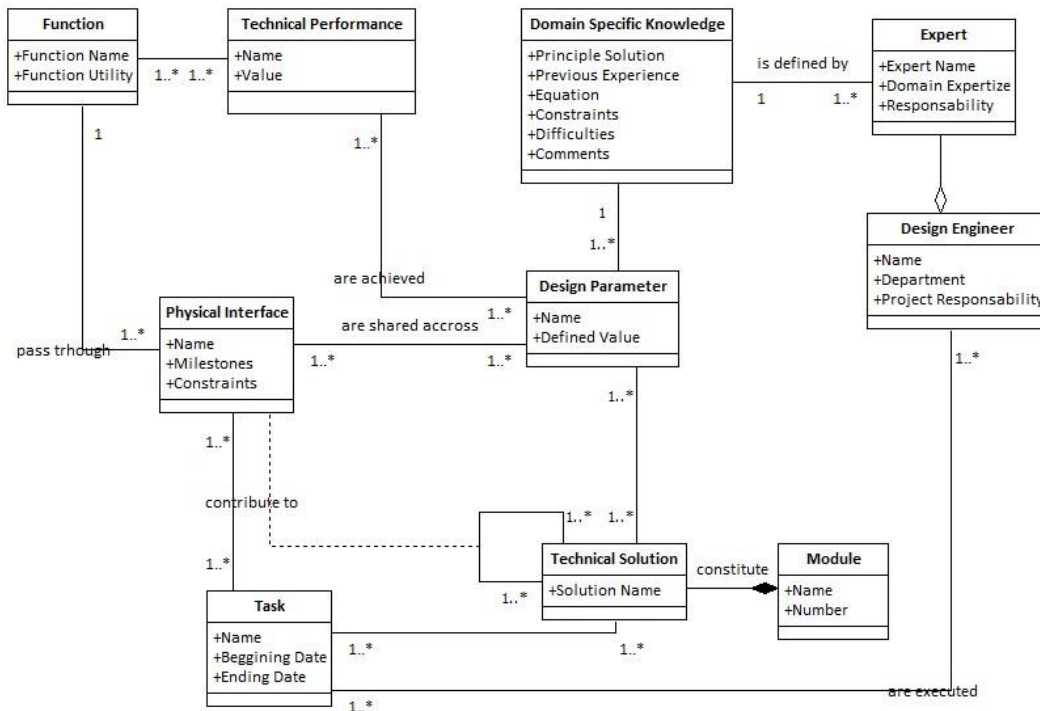 Function
+Function Name
+Function Utility
1..* 1..*
Technical Performance
+Name
+Value
Domain Specific Knowledge
+Principle Solution
+Previous Experience
+Equation
+Constraints
+Difficulties
+Comments
is defined by
1
1..*
Expert
+Expert Name
+Domain Expertize
+Responsability
1
1..*
1
1..*
Design Engineer
+Name
+Department
+Project Responsability
are achieved
Design Parameter
+Name
+Defined Value
1..*
Physical Interface
+Name
+Milestones
+Constraints
are shared accross
1..*
1..*
1..*
pass trhough
1..*
1..*
1..*
contribute to
1..*
1..*
Technical Solution
+Solution Name
1..*
constitute
Module
+Name
+Number
1..*
Task
+Name
+Beggining Date
+Ending Date
1..*
1..*
are executed
1..*